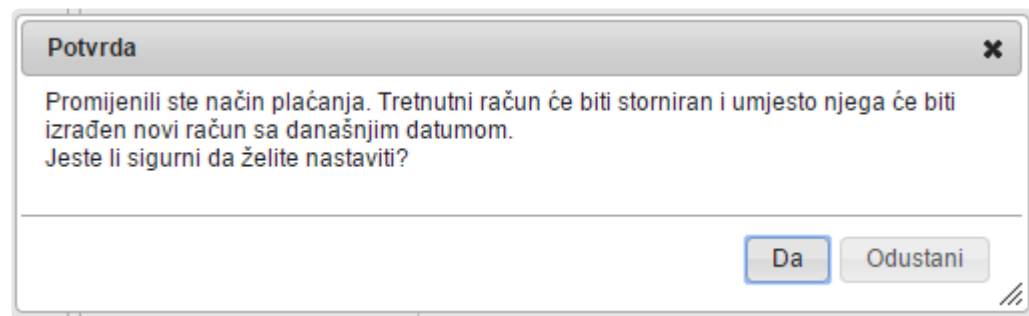 Potvrda
Promijenili ste način plaćanja. Tretnutni račun će biti storniran i umjesto njega će biti
izrađen novi račun sa današnjim datumom.
Jeste li sigurni da želite nastaviti?
Da
Odustani